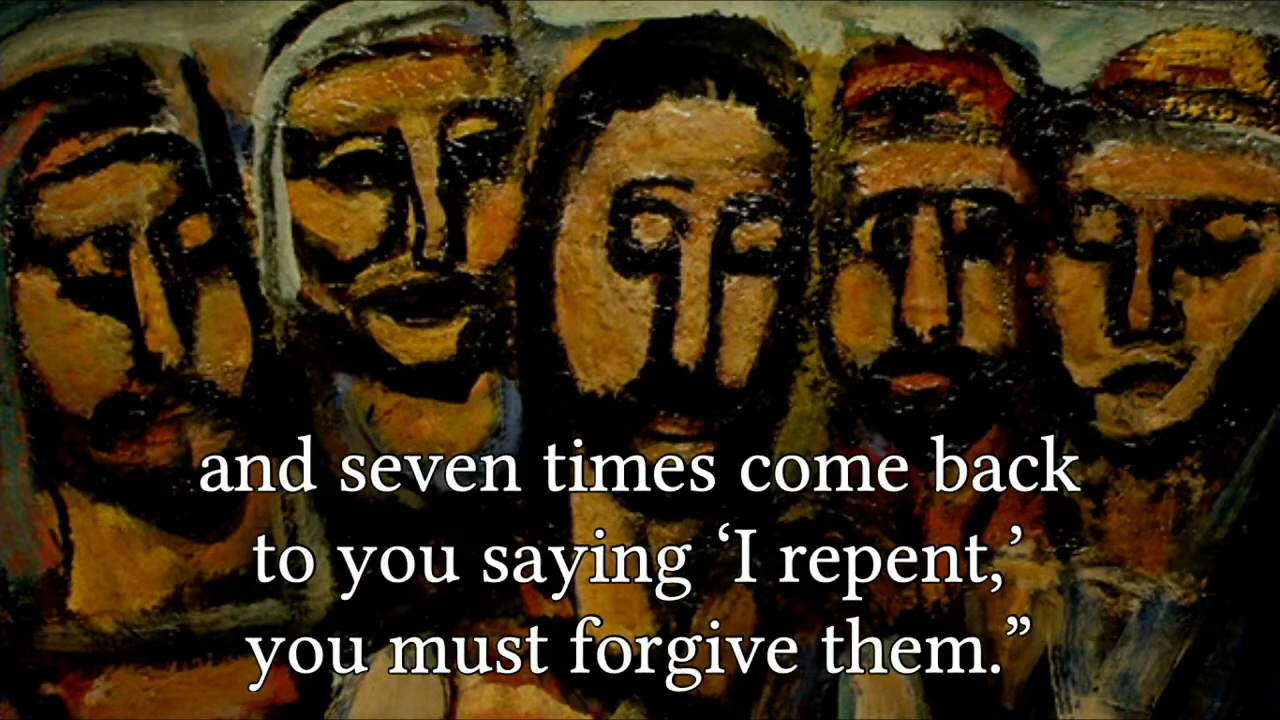 and seven times come back
to you saying ‘I repent,’
you must forgive them.”